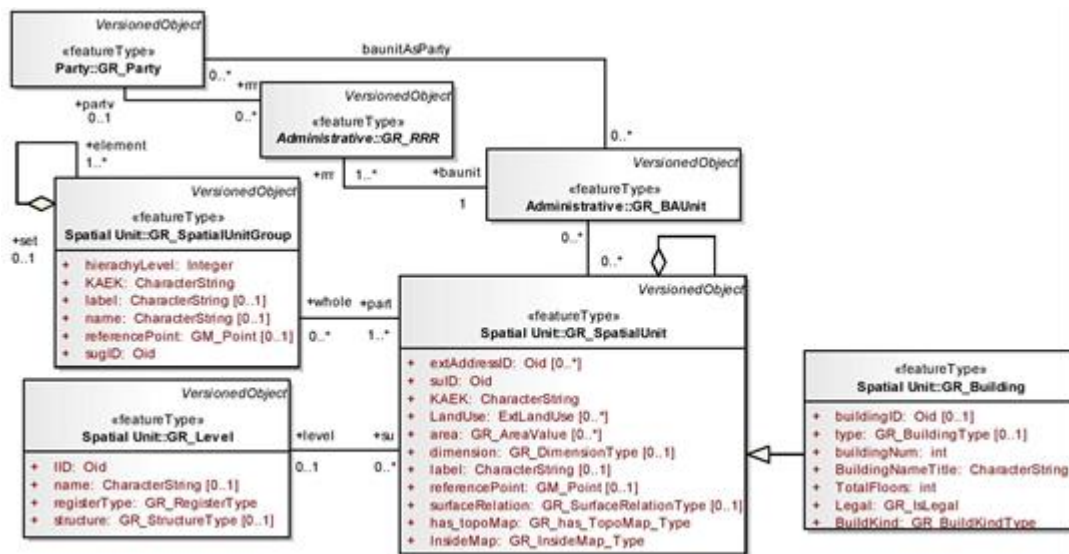 VersionedObject
«featureType»
Party::GR_Party
baunitAsParty
0..*
+rrr
+party
0..1
0..*
0..*
VersionedObject
«featureType»
Administrative::GR_RRR
+rrr
1..*
+baunit
1
VersionedObject
«featureType»
Administrative::GR_BAUnit
0..*
0..*
+element
1..*
+set
0..1
VersionedObject
«featureType»
Spatial Unit::GR_SpatialUnitGroup
+ hierachyLevel: Integer
+ KAEK: CharacterString
+ label: CharacterString [0..1]
+ name: CharacterString [0..1]
+ referencePoint: GM_Point [0..1]
+ sugID: Oid
+whole
+part
0..*
1..*
VersionedObject
«featureType»
Spatial Unit::GR_SpatialUnit
+ extAddressID: Oid [0..*]
+ suID: Oid
+ KAEK: CharacterString
+ LandUse: ExtLandUse [0..*]
+ area: GR_AreaValue [0..*]
+ dimension: GR_DimensionType [0..1]
+ label: CharacterString [0..1]
+ referencePoint: GM_Point [0..1]
+ surfaceRelation: GR_SurfaceRelationType [0..1]
+ has_topoMap: GR_has_TopoMap_Type
+ InsideMap: GR_InsideMap_Type
VersionedObject
«featureType»
Spatial Unit::GR_Level
+ lID: Oid
+ name: CharacterString [0..1]
+ registerType: GR_RegisterType
+ structure: GR_StructureType [0..1]
+level
+su
0..1
0..*
«featureType»
Spatial Unit::GR_Building
+ buildingID: Oid [0..1]
+ type: GR_BuildingType [0..1]
+ buildingNum: int
+ BuildingNameTitle: CharacterString
+ TotalFloors: int
+ Legal: GR_IsLegal
+ BuildKind: GR_BuildKindType